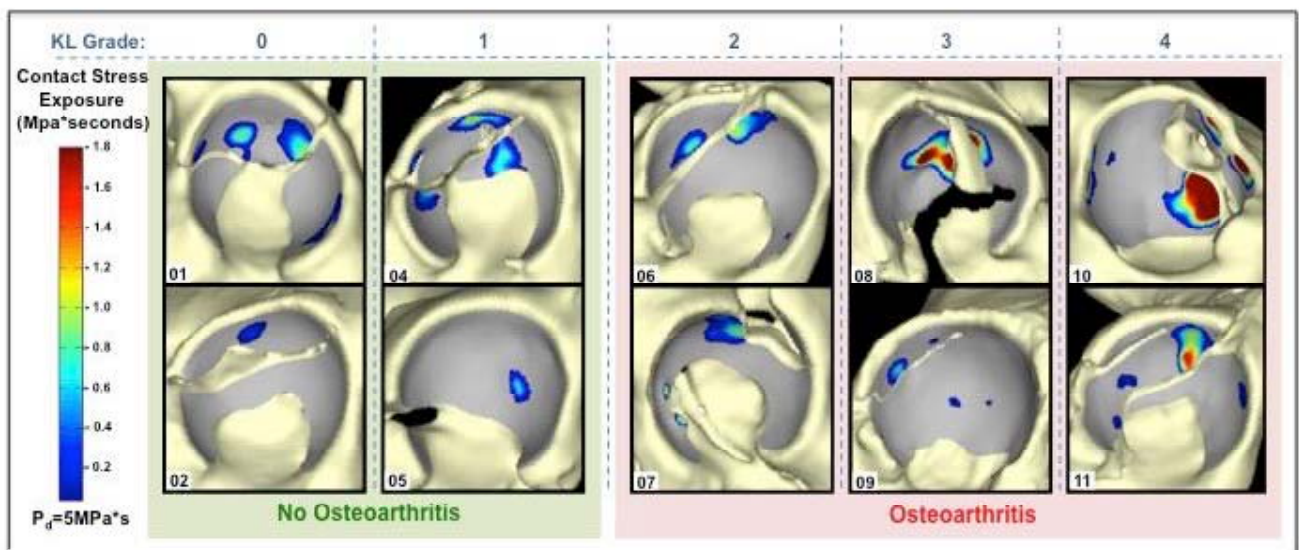 KL Grade: 0 1 2 3 4
Contact Stress
Exposure
(Mpa*seconds)
1.8
1.6
1.4
1.2
1.0
0.8
0.6
0.4
0.2
P_d=5MPa*s
01
04
06
08
10
02
05
07
09
11
No Osteoarthritis
Osteoarthritis